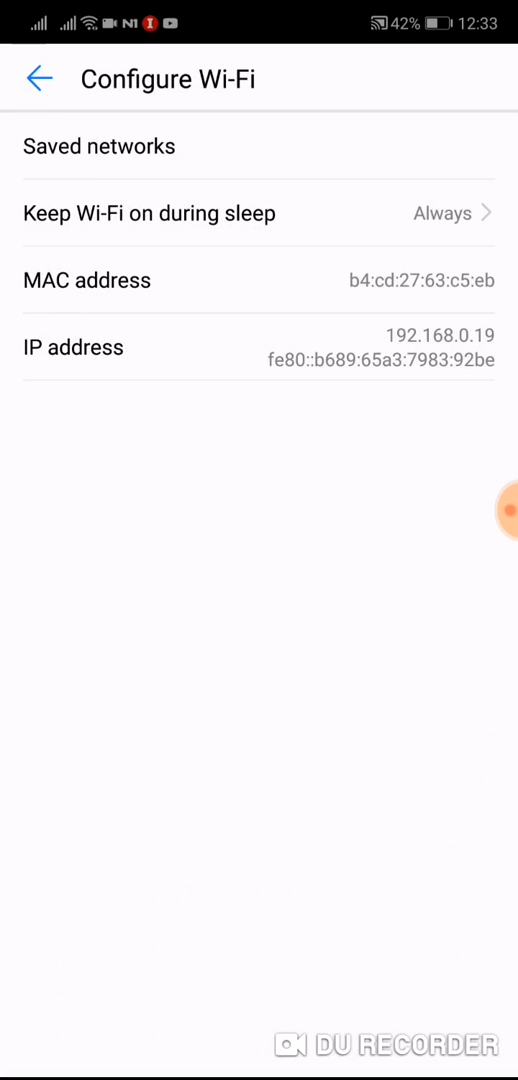 42% 12:33
Configure Wi-Fi
Saved networks
Keep Wi-Fi on during sleep Always
MAC address b4:cd:27:63:c5:eb
IP address 192.168.0.19
fe80::b689:65a3:7983:92be
DU RECORDER